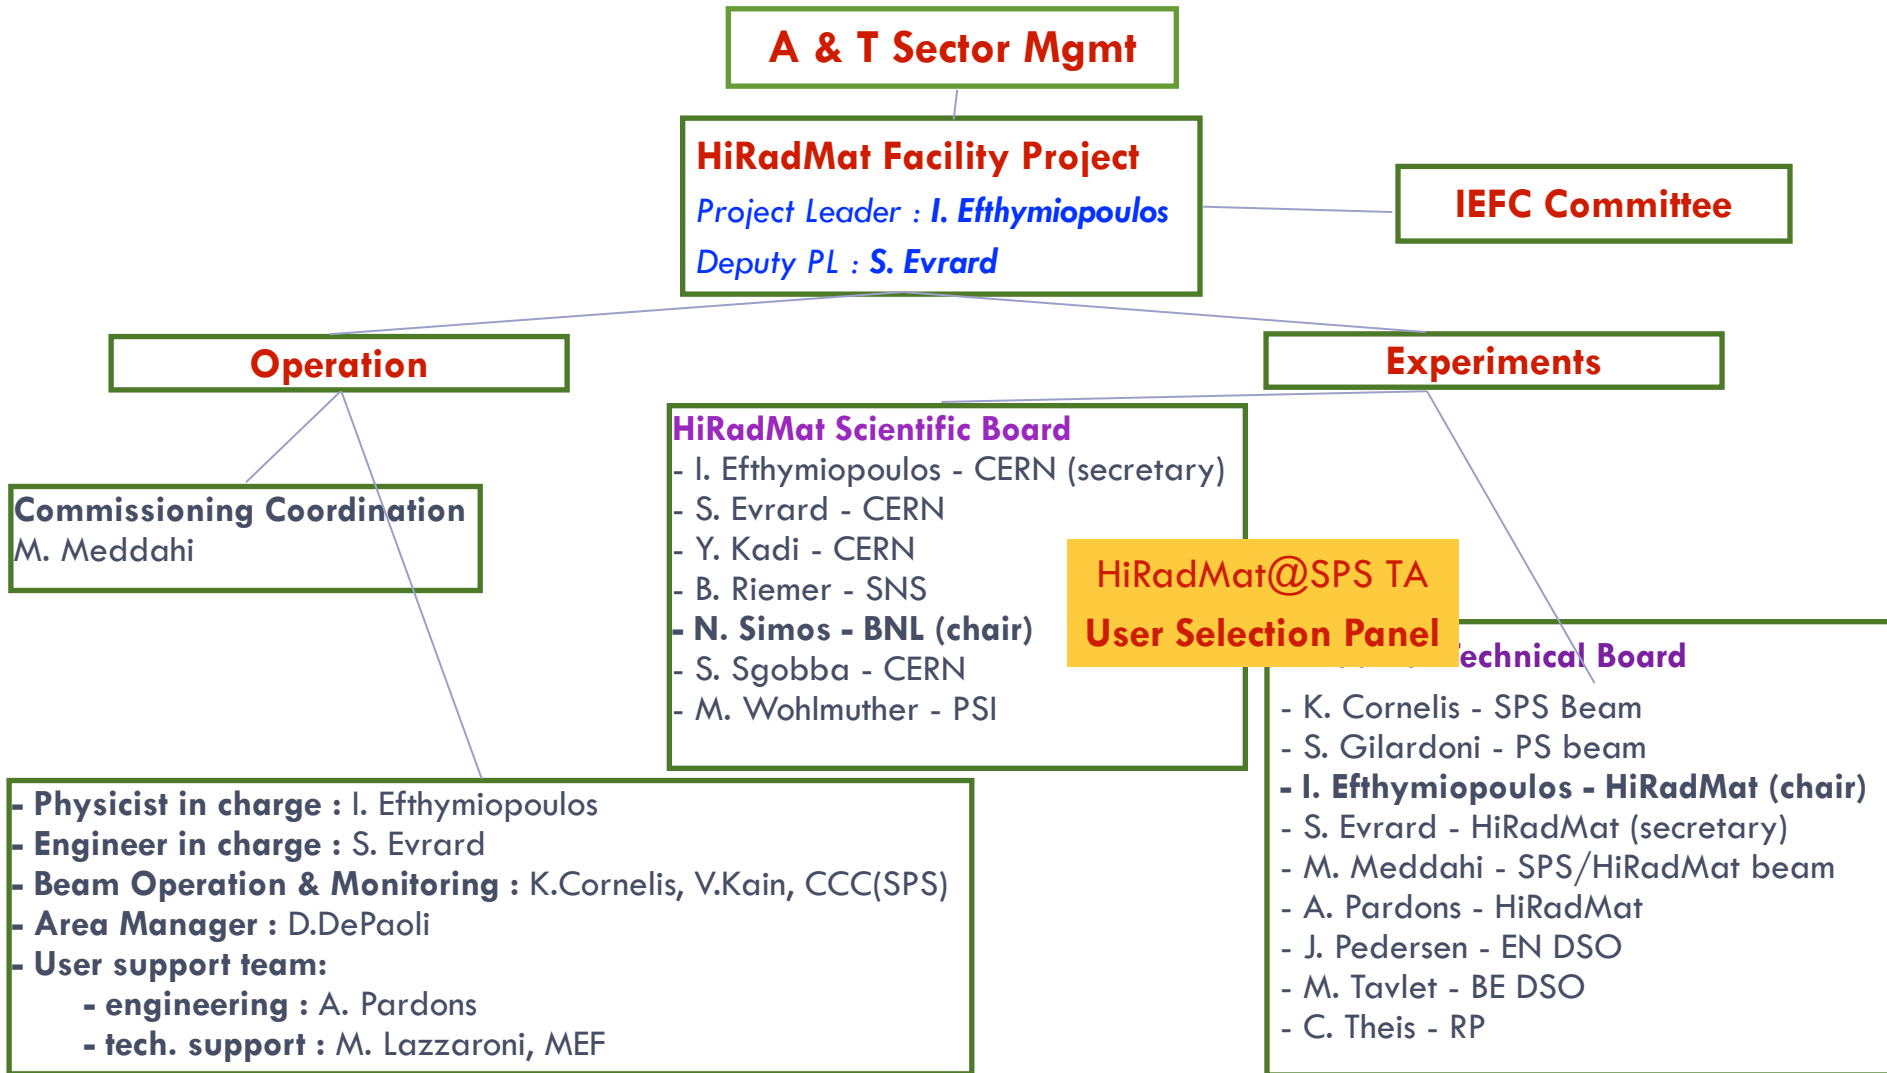 A & T Sector Mgmt
HiRadMat Facility Project
Project Leader : I. Efthymiopoulos
Deputy PL : S. Evrard
IEFC Committee
Operation
Experiments
Commissioning Coordination
M. Meddahi
HiRadMat Scientific Board
- I. Efthymiopoulos - CERN (secretary)
- S. Evrard - CERN
- Y. Kadi - CERN
- B. Riemer - SNS
- N. Simos - BNL (chair)
- S. Sgobba - CERN
- M. Wohlmuther - PSI
HiRadMat@SPS TA
User Selection Panel
Board
- K. Cornelis - SPS Beam
- S. Gilardoni - PS beam
- I. Efthymiopoulos - HiRadMat (chair)
- S. Evrard - HiRadMat (secretary)
- M. Meddahi - SPS/HiRadMat beam
- A. Pardons - HiRadMat
- J. Pedersen - EN DSO
- M. Tavlet - BE DSO
- C. Theis - RP
- Physicist in charge : I. Efthymiopoulos
- Engineer in charge : S. Evrard
- Beam Operation & Monitoring : K.Cornelis, V.Kain, CCC(SPS)
- Area Manager : D.DePaoli
- User support team:
- engineering : A. Pardons
- tech. support : M. Lazzaroni, MEF